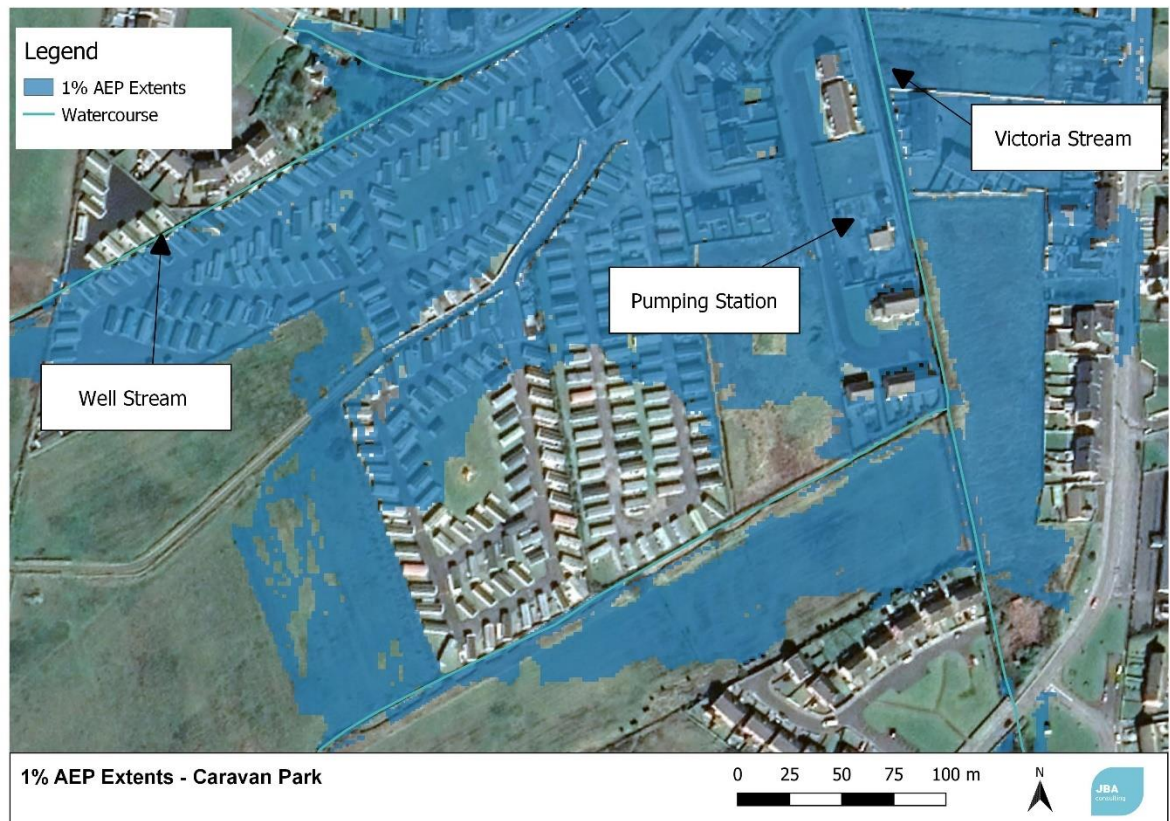 Legend
1% AEP Extents
Watercourse
Victoria Stream
Pumping Station
Well Stream
1% AEP Extents - Caravan Park
0 25 50 75 100 m
N
JBA
consulting